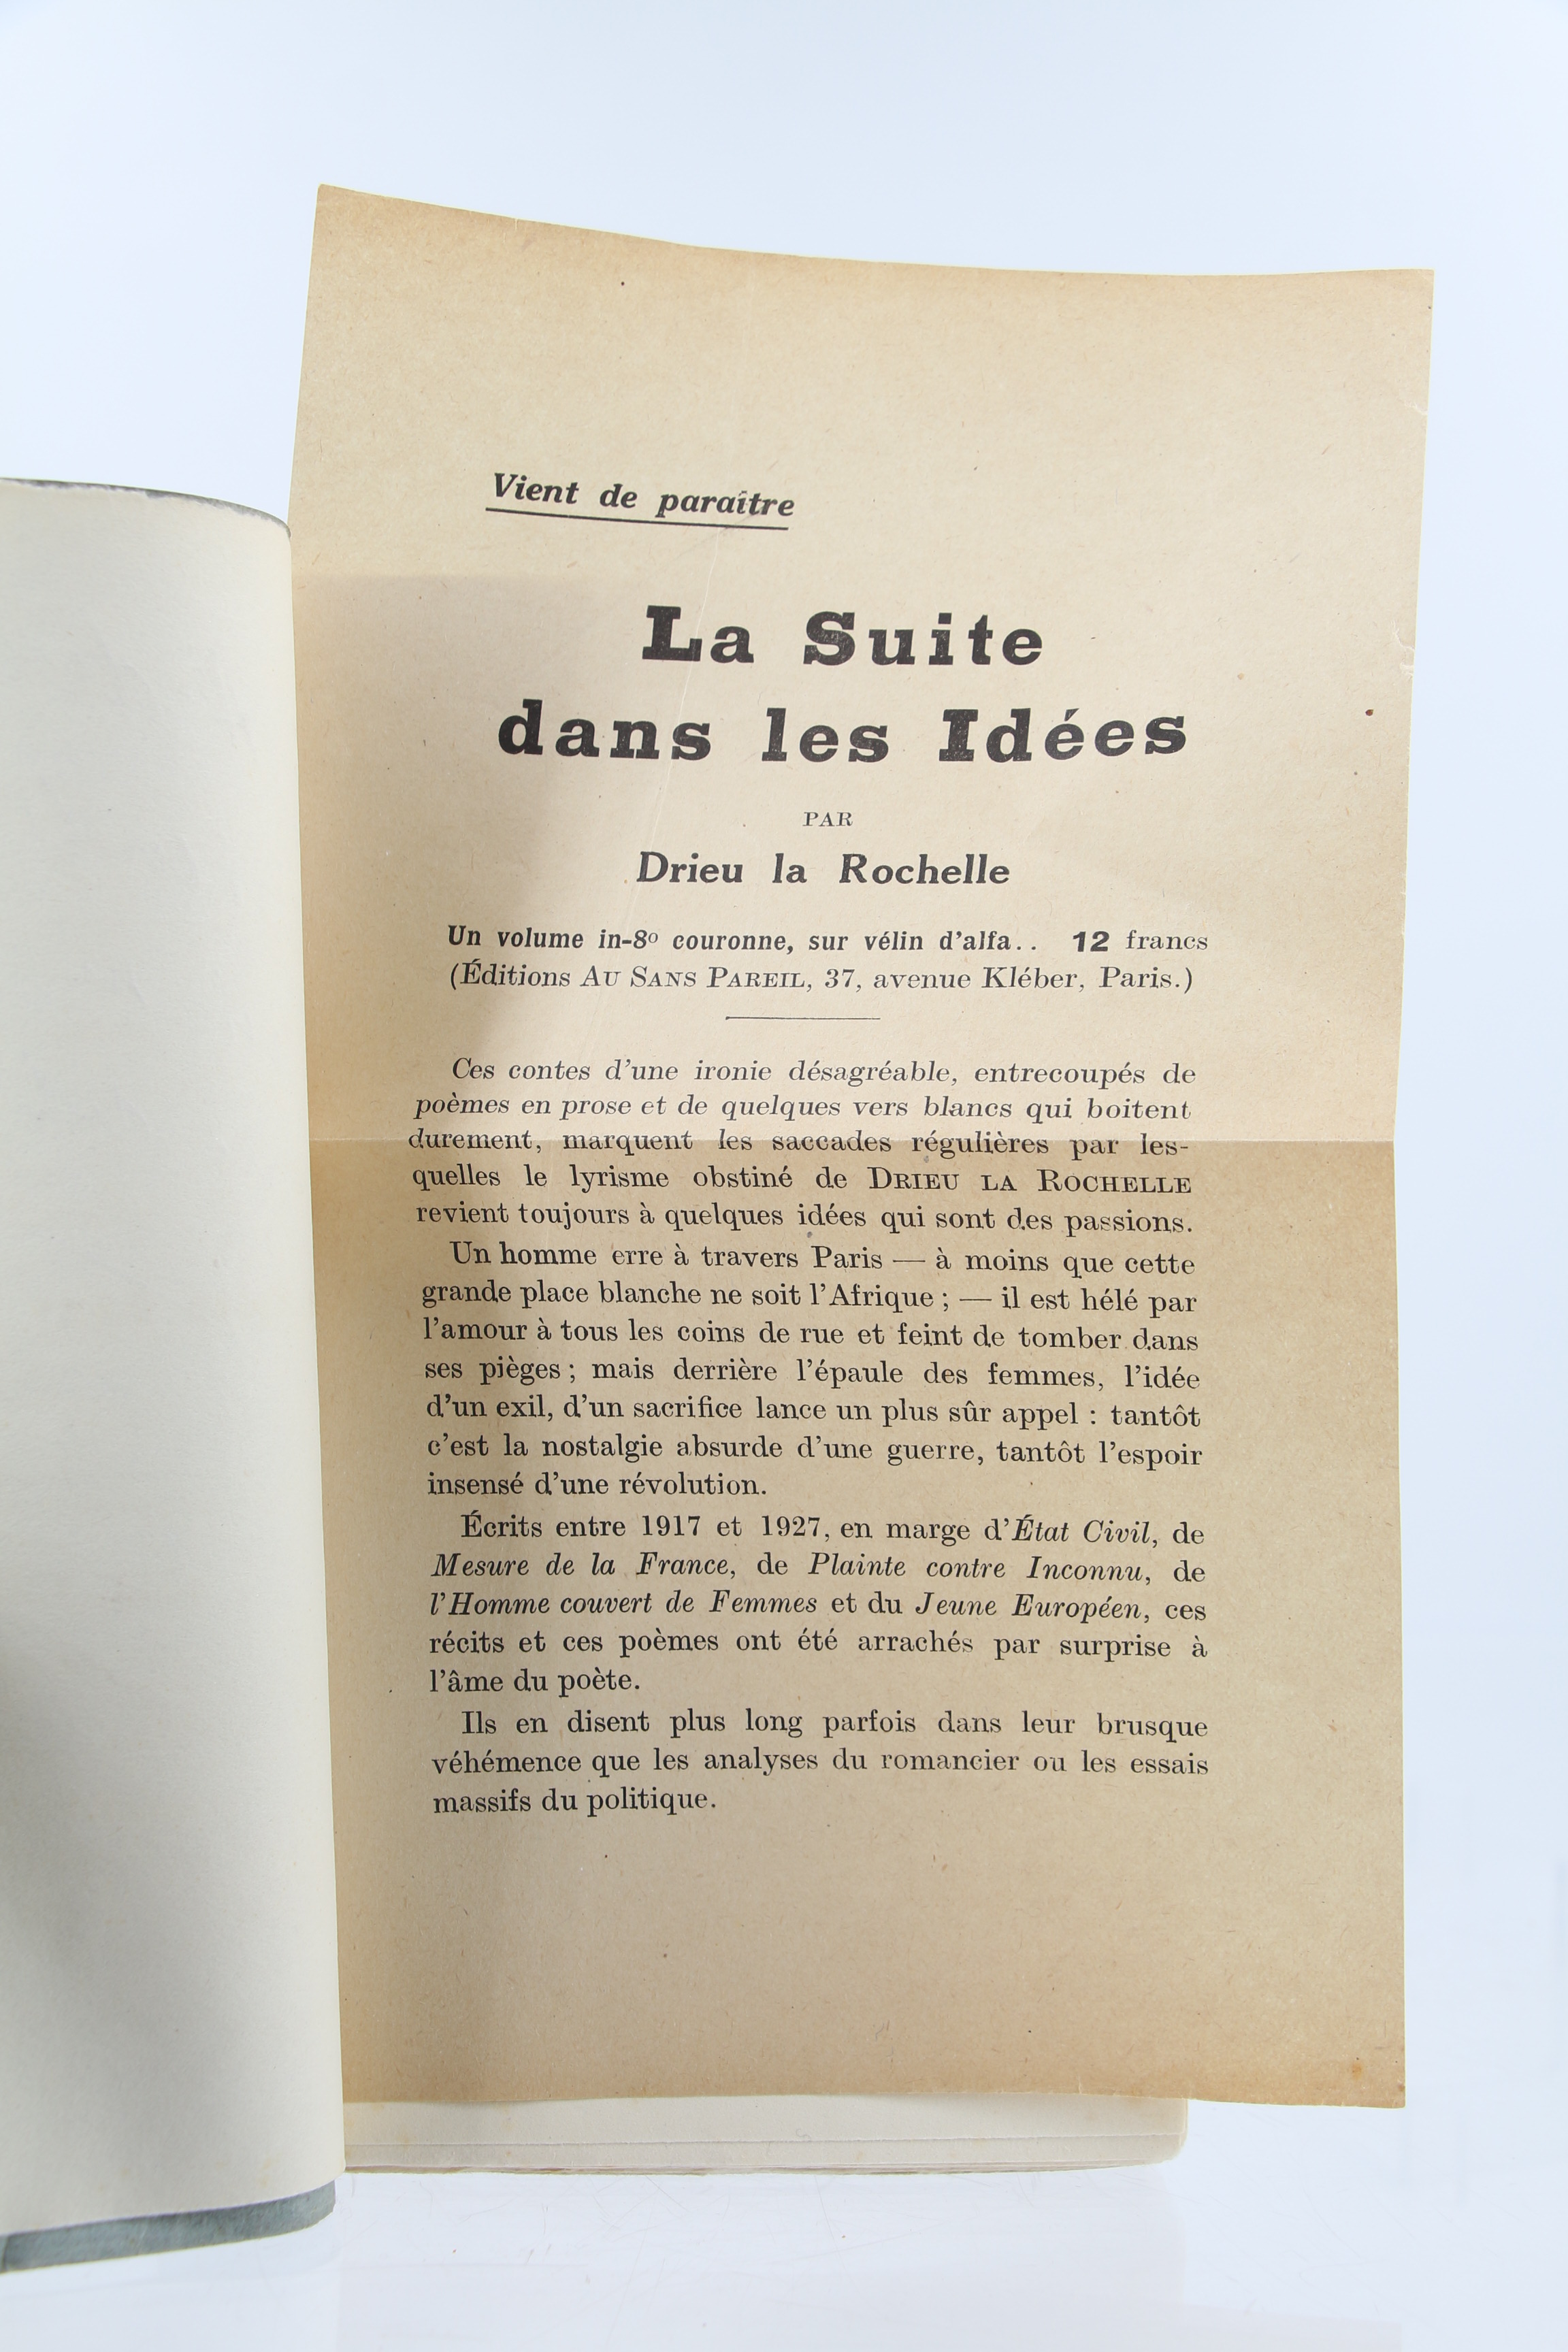 Vient de paraître
La Suite
dans les Idées
PAR
Drieu la Rochelle
Un volume in-8º couronne, sur vélin d'alfa.. 12 francs
(Éditions AU SANS PAREIL, 37, avenue Kléber, Paris.)
Ces contes d'une ironie désagréable, entrecoupés de
poèmes en prose et de quelques vers blancs qui boitent
durement, marquent les saccades régulières par les-
quelles le lyrisme obstiné de DRIEU LA ROCHELLE
revient toujours à quelques idées qui sont des passions.
Un homme erre à travers Paris — à moins que cette
grande place blanche ne soit l'Afrique ; — il est hélé par
l'amour à tous les coins de rue et feint de tomber dans
ses pièges ; mais derrière l'épaule des femmes, l'idée
d'un exil, d'un sacrifice lance un plus sûr appel : tantôt
c'est la nostalgie absurde d'une guerre, tantôt l'espoir
insensé d'une révolution.
Écrits entre 1917 et 1927, en marge d'État Civil, de
Mesure de la France, de Plainte contre Inconnu, de
l'Homme couvert de Femmes et du Jeune Européen, ces
récits et ces poèmes ont été arrachés par surprise à
l'âme du poète.
Ils en disent plus long parfois dans leur brusque
véhémence que les analyses du romancier ou les essais
massifs du politique.